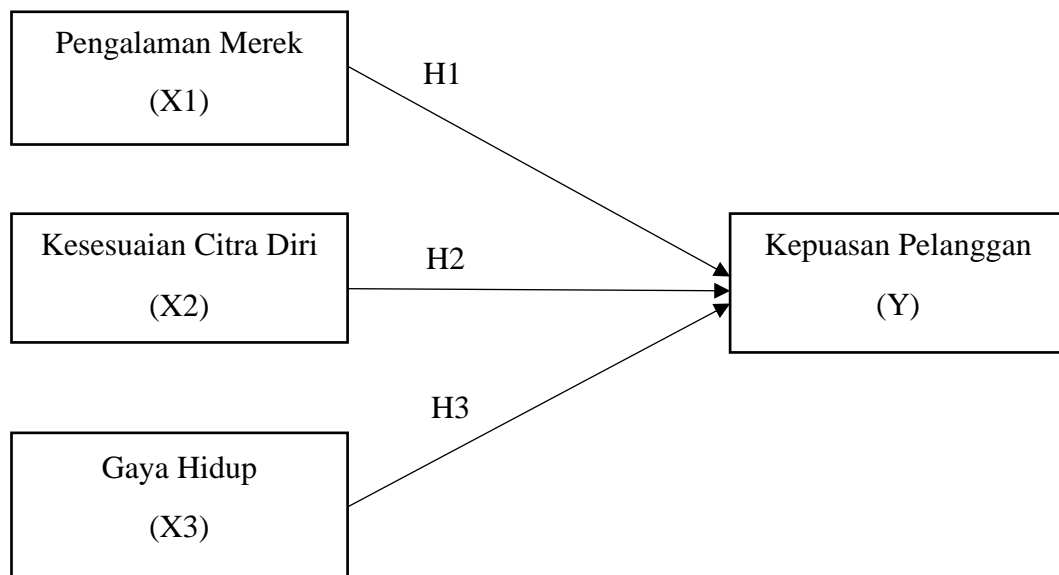 Pengalaman Merek
(X1)
H1
Kesesuaian Citra Diri
(X2)
H2
Kepuasan Pelanggan
(Y)
H3
Gaya Hidup
(X3)